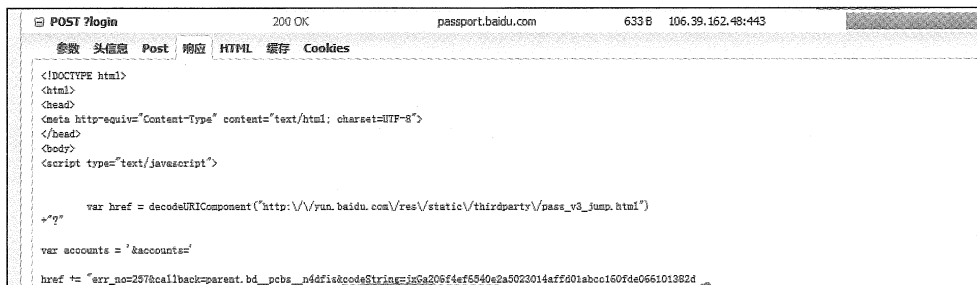 POST ?login 200 OK passport.baidu.com 633 B 106.39.162.48:443
参数 头信息 Post 响应 HTML 缓存 Cookies
<!DOCTYPE html>
<html>
<head>
<meta http-equiv="Content-Type" content="text/html; charset=UTF-8">
</head>
<body>
<script type="text/javascript">
var href = decodeURIComponent("http:\/\/yun.baidu.com\/res\/static\/thirdparty\/pass_v3_jump.html")
+"?"
var accounts = '&accounts='
href += "err_no=257&callback=parent.bd__pcbs__n4dfis&codeString=jxGa206f4ef6540e2a5023014affd01abcc160fde066101382d